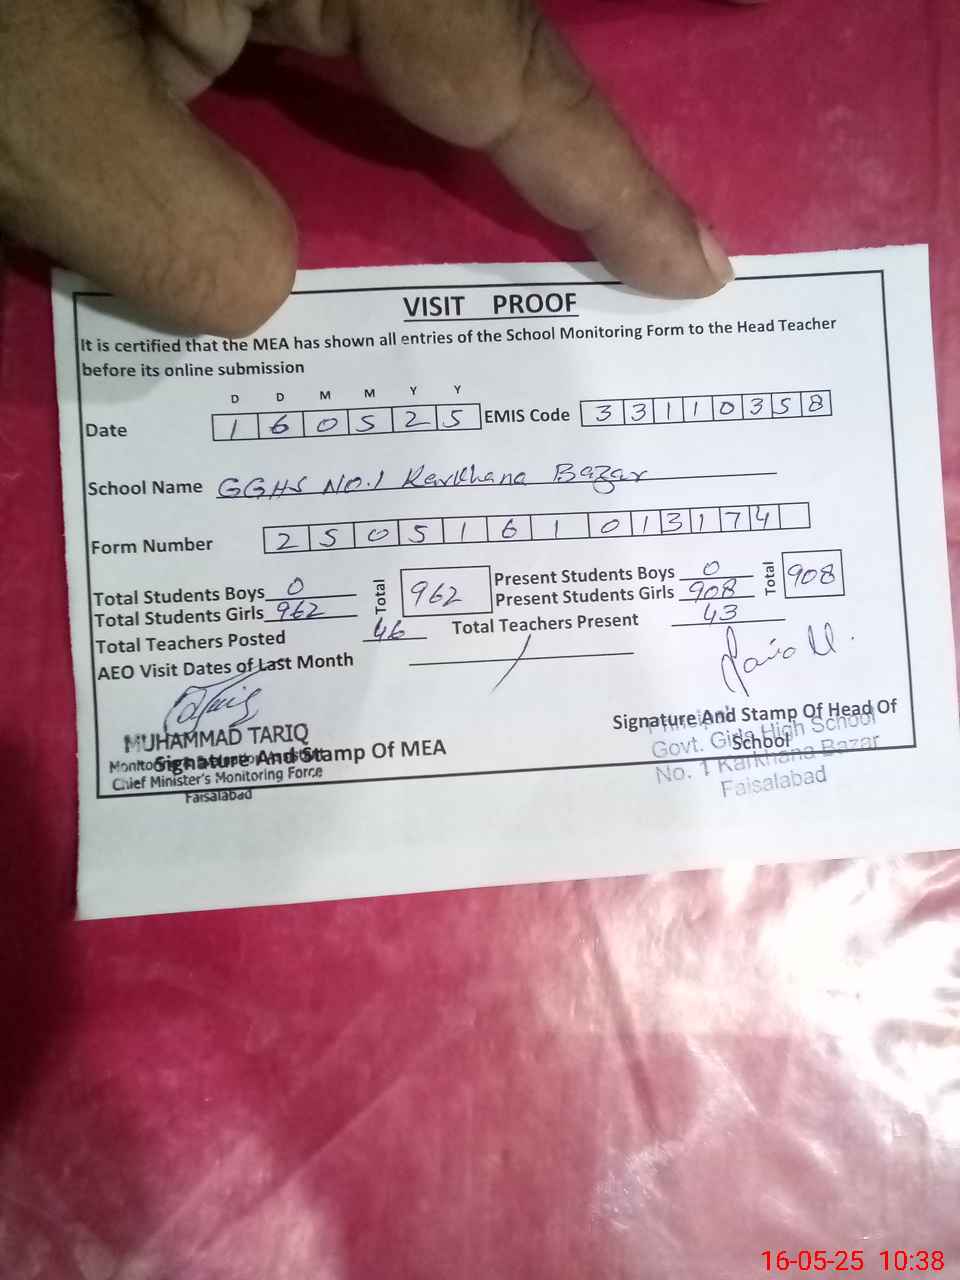 VISIT PROOF
It is certified that the MEA has shown all entries of the School Monitoring Form to the Head Teacher
before its online submission
D D M M Y Y
Date 1 6 0 5 2 5 EMIS Code 3 3 1 1 0 3 5 8
School Name GGHS No.1 Karkhana Bazar
Form Number 2 5 0 5 1 6 1 0 1 3 1 7 4
Total Students Boys 0 Total 962 Present Students Boys 0 Total 908
Total Students Girls 962 Present Students Girls 908
Total Teachers Posted 46 Total Teachers Present 43
AEO Visit Dates of Last Month
MUHAMMAD TARIQ
Signature And Stamp Of MEA
Chief Minister's Monitoring Force
Faisalabad
Signature And Stamp Of Head Of
School
Principal
Govt. Girls High School
No. 1 Karkhana Bazar
Faisalabad
16-05-25 10:38